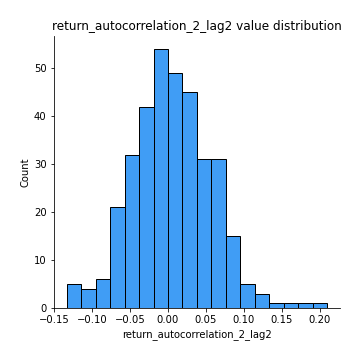 return_autocorrelation_2_lag2 value distribution
50
40
30
20
10
0
Count
−0.15 −0.10 −0.05 0.00 0.05 0.10 0.15 0.20
return_autocorrelation_2_lag2